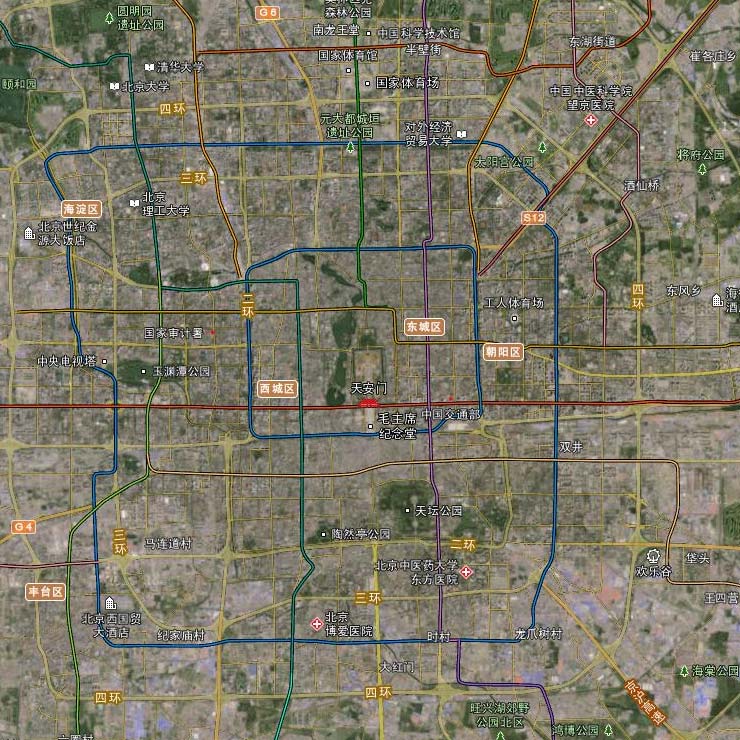 圆明园
遗址公园
G6
森林公园
南龙王堂
中国科学技术馆
半壁街
东湖街道
崔各庄乡
清华大学
国家体育馆
颐和园
北京大学
国家体育场
中国中医科学院
望京医院
四环
元大都城垣
遗址公园
对外经济
贸易大学
太阳宫公园
将府公园
三环
酒仙桥
海淀区
北京
理工大学
S12
北京世纪金
源大饭店
二环
四环
东风乡
工人体育场
东城区
国家审计署
朝阳区
中央电视塔
玉渊潭公园
西城区
天安门
毛主席
纪念堂
中国交通部
双井
天坛公园
G4
三环
马连道村
陶然亭公园
二环
北京中医药大学
东方医院
欢乐谷
垡头
丰台区
三环
王四营
北京西国贸
大酒店
纪家庙村
北京
博爱医院
时村
龙爪树村
大红门
海棠公园
四环
四环
京沪高速
旺兴湖郊野
公园北区
鸿博公园